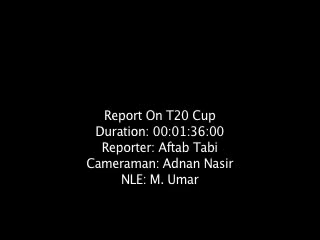 Report On T20 Cup
Duration: 00:01:36:00
Reporter: Aftab Tabi
Cameraman: Adnan Nasir
NLE: M. Umar